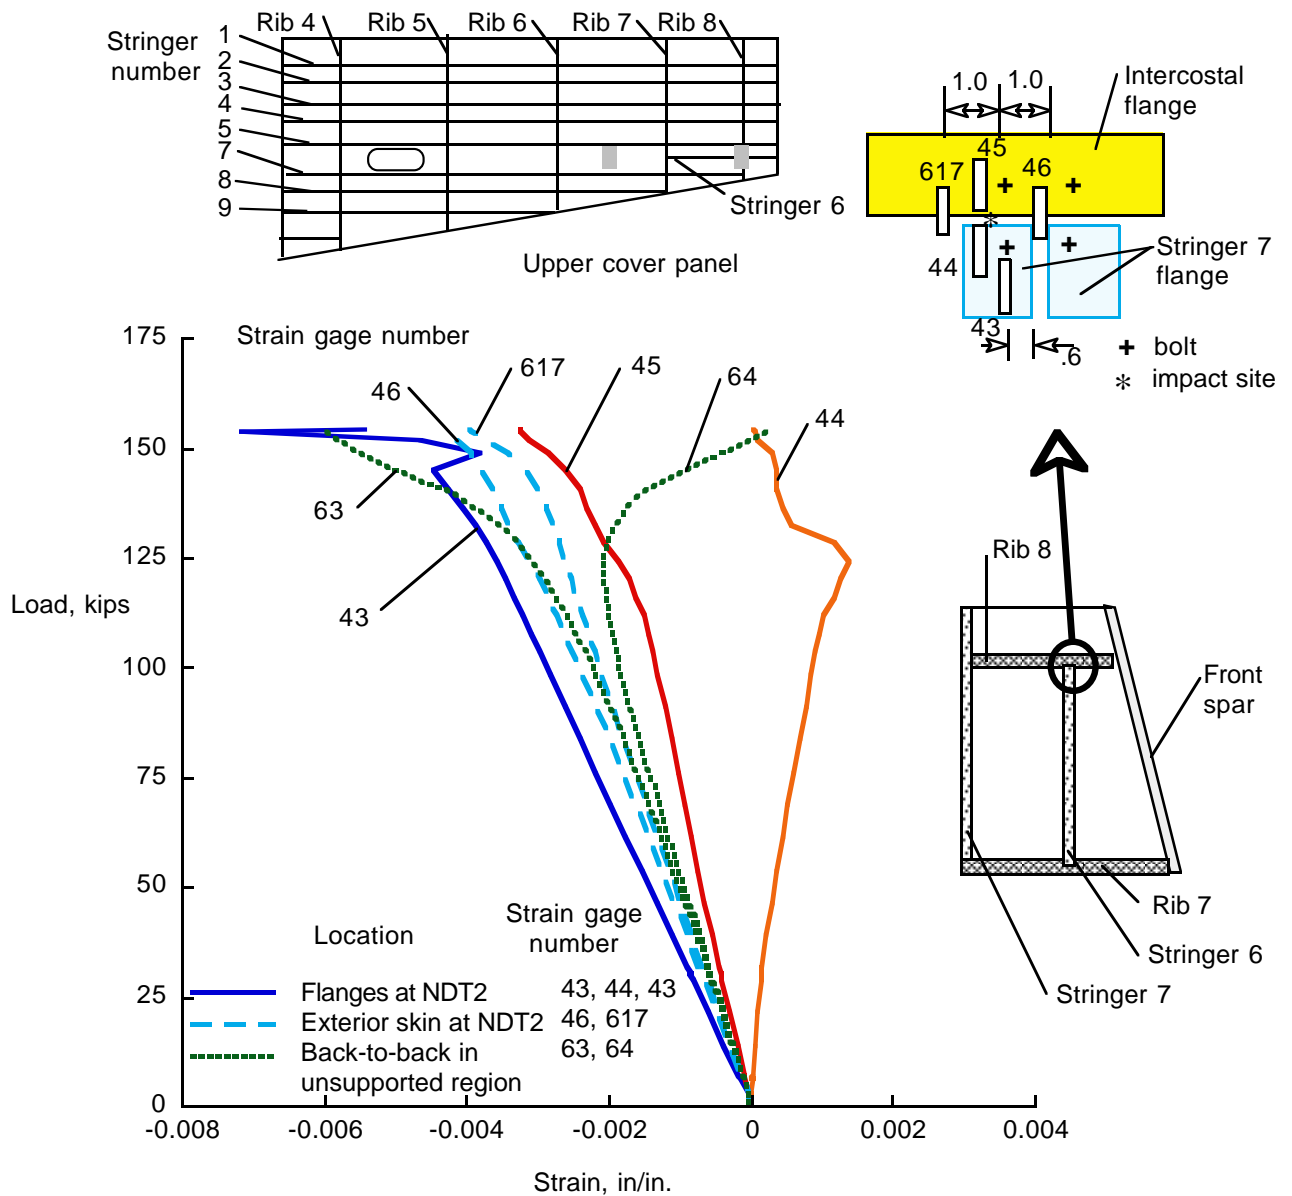 Rib 4
Rib 5
Rib 6
Rib 7
Rib 8
Stringer number
1
2
3
4
5
7
8
9
Stringer 6
Upper cover panel
1.0
1.0
Intercostal
flange
45
617
46
44
43
Stringer 7
flange
.6
+ bolt
* impact site
Strain gage number
175
150
125
100
75
50
25
0
Load, kips
46
617
45
64
44
63
43
Rib 8
Front
spar
Rib 7
Stringer 6
Stringer 7
Location
Strain gage
number
Flanges at NDT2 43, 44, 43
Exterior skin at NDT2 46, 617
Back-to-back in 63, 64
unsupported region
-0.008
-0.006
-0.004
-0.002
0
0.002
0.004
Strain, in/in.